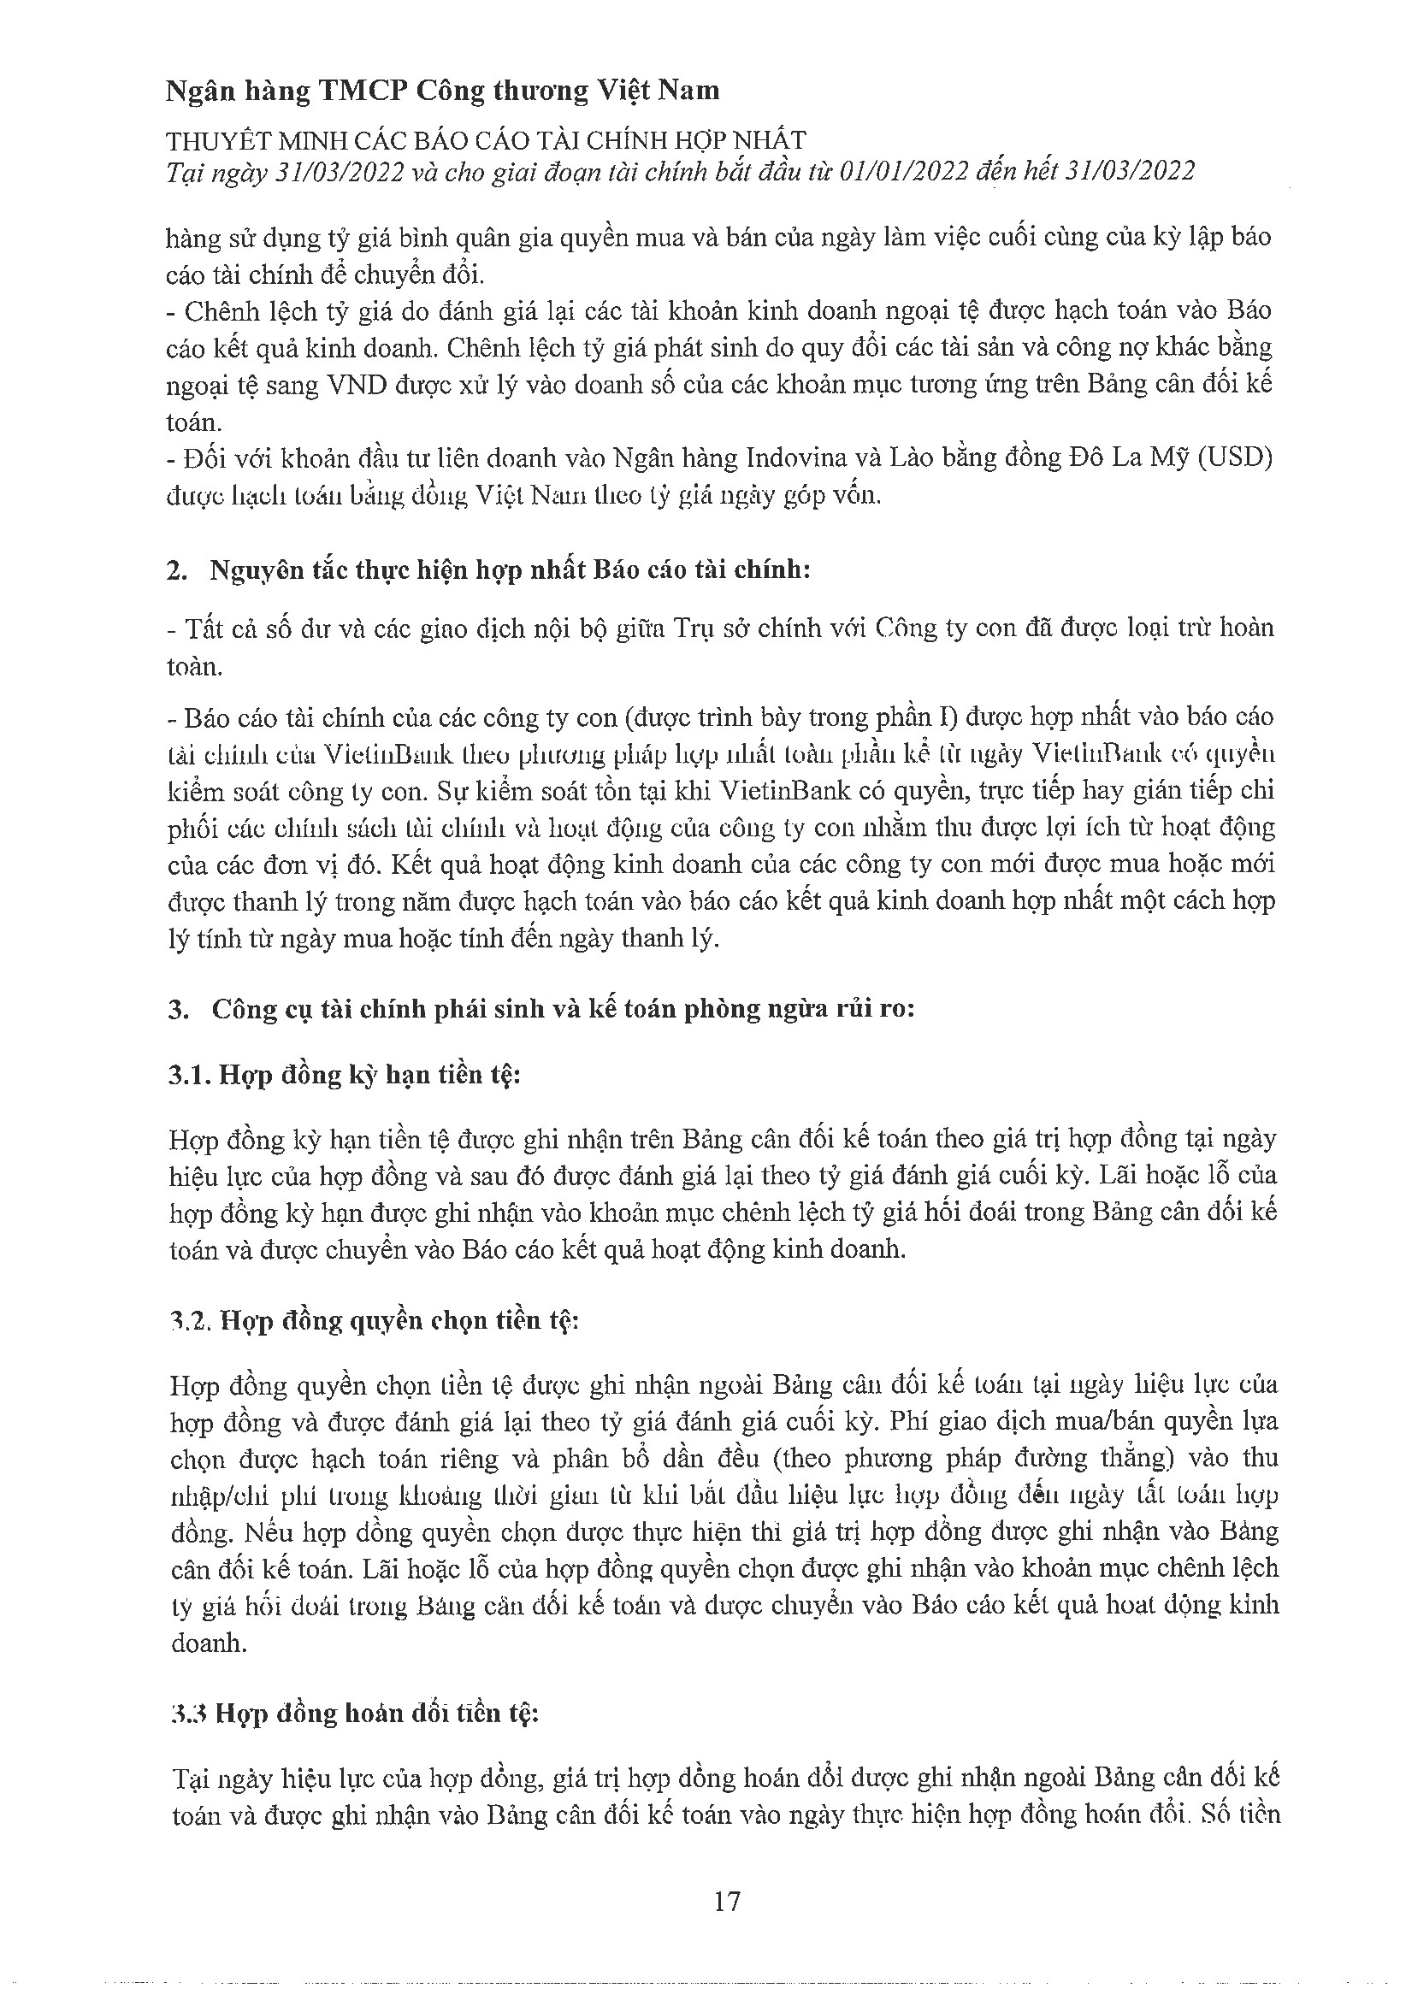 Ngân hàng TMCP Công thương Việt Nam
THUYẾT MINH CÁC BÁO CÁO TÀI CHÍNH HỢP NHẤT
Tại ngày 31/03/2022 và cho giai đoạn tài chính bắt đầu từ 01/01/2022 đến hết 31/03/2022
hàng sử dụng tỷ giá bình quân gia quyền mua và bán của ngày làm việc cuối cùng của kỳ lập báo
cáo tài chính để chuyển đổi.
- Chênh lệch tỷ giá do đánh giá lại các tài khoản kinh doanh ngoại tệ được hạch toán vào Báo
cáo kết quả kinh doanh. Chênh lệch tỷ giá phát sinh do quy đổi các tài sản và công nợ khác bằng
ngoại tệ sang VND được xử lý vào doanh số của các khoản mục tương ứng trên Bảng cân đối kế
toán.
- Đối với khoản đầu tư liên doanh vào Ngân hàng Indovina và Lào bằng đồng Đô La Mỹ (USD)
được hạch toán bằng đồng Việt Nam theo tỷ giá ngày góp vốn.
2. Nguyên tắc thực hiện hợp nhất Báo cáo tài chính:
- Tất cả số dư và các giao dịch nội bộ giữa Trụ sở chính với Công ty con đã được loại trừ hoàn
toàn.
- Báo cáo tài chính của các công ty con (được trình bày trong phần I) được hợp nhất vào báo cáo
tài chính của VietinBank theo phương pháp hợp nhất toàn phần kể từ ngày VietinBank có quyền
kiểm soát công ty con. Sự kiểm soát tồn tại khi VietinBank có quyền, trực tiếp hay gián tiếp chi
phối các chính sách tài chính và hoạt động của công ty con nhằm thu được lợi ích từ hoạt động
của các đơn vị đó. Kết quả hoạt động kinh doanh của các công ty con mới được mua hoặc mới
được thanh lý trong năm được hạch toán vào báo cáo kết quả kinh doanh hợp nhất một cách hợp
lý tính từ ngày mua hoặc tính đến ngày thanh lý.
3. Công cụ tài chính phái sinh và kế toán phòng ngừa rủi ro:
3.1. Hợp đồng kỳ hạn tiền tệ:
Hợp đồng kỳ hạn tiền tệ được ghi nhận trên Bảng cân đối kế toán theo giá trị hợp đồng tại ngày
hiệu lực của hợp đồng và sau đó được đánh giá lại theo tỷ giá đánh giá cuối kỳ. Lãi hoặc lỗ của
hợp đồng kỳ hạn được ghi nhận vào khoản mục chênh lệch tỷ giá hối đoái trong Bảng cân đối kế
toán và được chuyển vào Báo cáo kết quả hoạt động kinh doanh.
3.2. Hợp đồng quyền chọn tiền tệ:
Hợp đồng quyền chọn tiền tệ được ghi nhận ngoài Bảng cân đối kế toán tại ngày hiệu lực của
hợp đồng và được đánh giá lại theo tỷ giá đánh giá cuối kỳ. Phí giao dịch mua/bán quyền lựa
chọn được hạch toán riêng và phân bổ dần đều (theo phương pháp đường thẳng) vào thu
nhập/chi phí trong khoảng thời gian từ khi bắt đầu hiệu lực hợp đồng đến ngày tất toán hợp
đồng. Nếu hợp đồng quyền chọn được thực hiện thì giá trị hợp đồng được ghi nhận vào Bảng
cân đối kế toán. Lãi hoặc lỗ của hợp đồng quyền chọn được ghi nhận vào khoản mục chênh lệch
tỷ giá hối đoái trong Bảng cân đối kế toán và được chuyển vào Báo cáo kết quả hoạt động kinh
doanh.
3.3 Hợp đồng hoán đổi tiền tệ:
Tại ngày hiệu lực của hợp đồng, giá trị hợp đồng hoán đổi được ghi nhận ngoài Bảng cân đối kế
toán và được ghi nhận vào Bảng cân đối kế toán vào ngày thực hiện hợp đồng hoán đổi. Số tiền
17